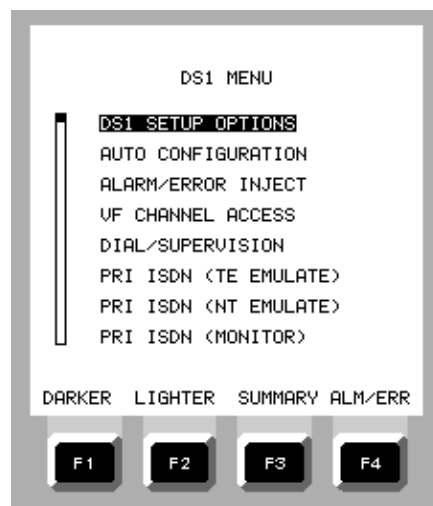 DS1 MENU
DS1 SETUP OPTIONS
AUTO CONFIGURATION
ALARM/ERROR INJECT
VF CHANNEL ACCESS
DIAL/SUPERVISION
PRI ISDN (TE EMULATE)
PRI ISDN (NT EMULATE)
PRI ISDN (MONITOR)
DARKER LIGHTER SUMMARY ALM/ERR
F1 F2 F3 F4